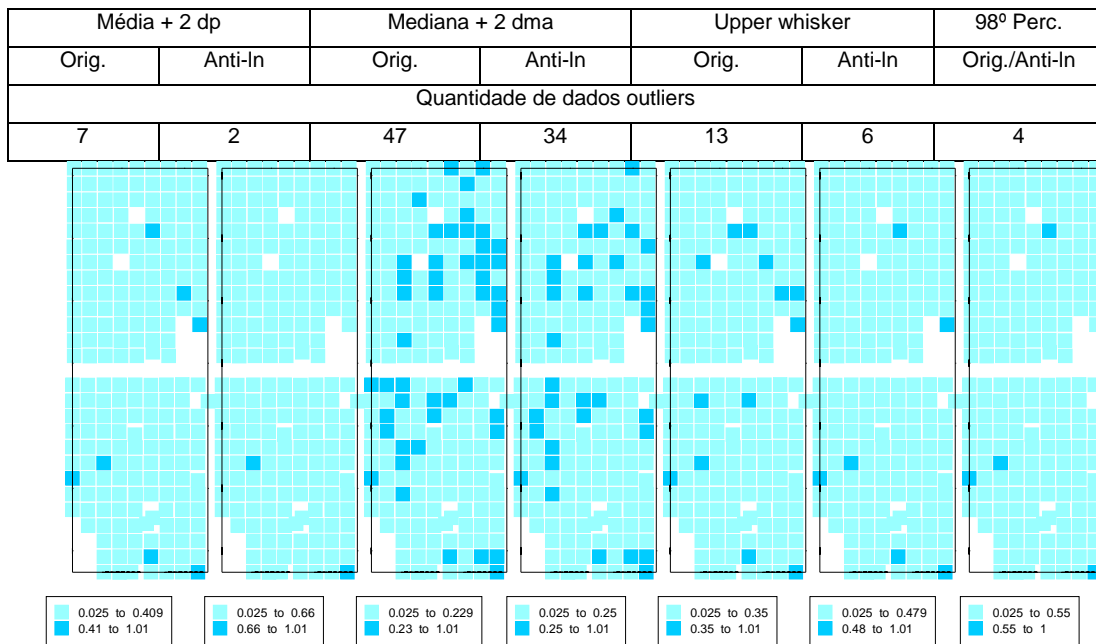 Média + 2 dp Mediana + 2 dma Upper whisker 98º Perc.
Orig. Anti-ln Orig. Anti-ln Orig. Anti-ln Orig./Anti-ln
Quantidade de dados outliers
7 2 47 34 13 6 4
0.025 to 0.409 0.025 to 0.66 0.025 to 0.229 0.025 to 0.25 0.025 to 0.35 0.025 to 0.479 0.025 to 0.55
0.41 to 1.01 0.66 to 1.01 0.23 to 1.01 0.25 to 1.01 0.35 to 1.01 0.48 to 1.01 0.55 to 1